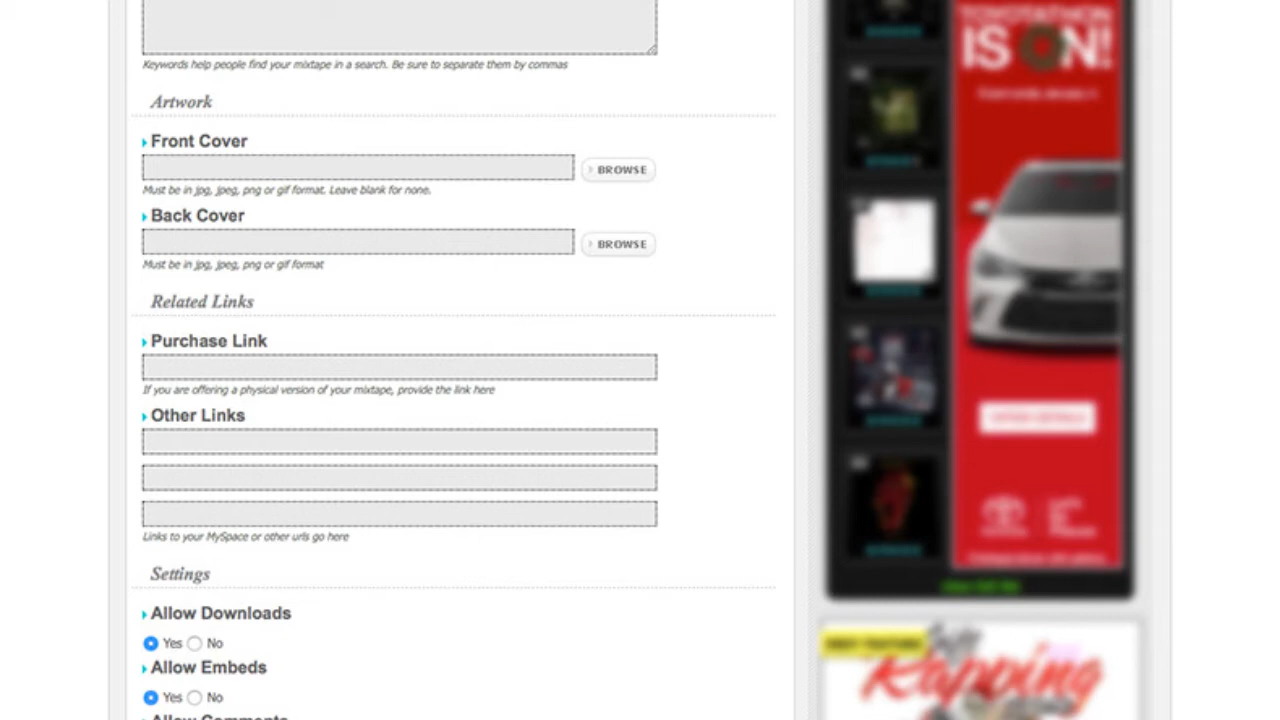 Keywords help people find your mixtape in a search. Be sure to separate them by commas
Artwork
Front Cover
BROWSE
Must be in jpg, jpeg, png or gif format. Leave blank for none.
Back Cover
BROWSE
Must be in jpg, jpeg, png or gif format
Related Links
Purchase Link
If you are offering a physical version of your mixtape, provide the link here
Other Links
Links to your MySpace or other urls go here
Settings
Allow Downloads
Yes No
Allow Embeds
Yes No
Allow Comments
TOYOTATHON
IS ON!
Rapping